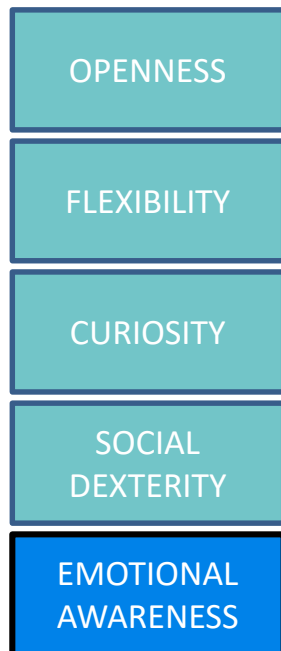 OPENNESS
FLEXIBILITY
CURIOSITY
SOCIAL
DEXTERITY
EMOTIONAL
AWARENESS